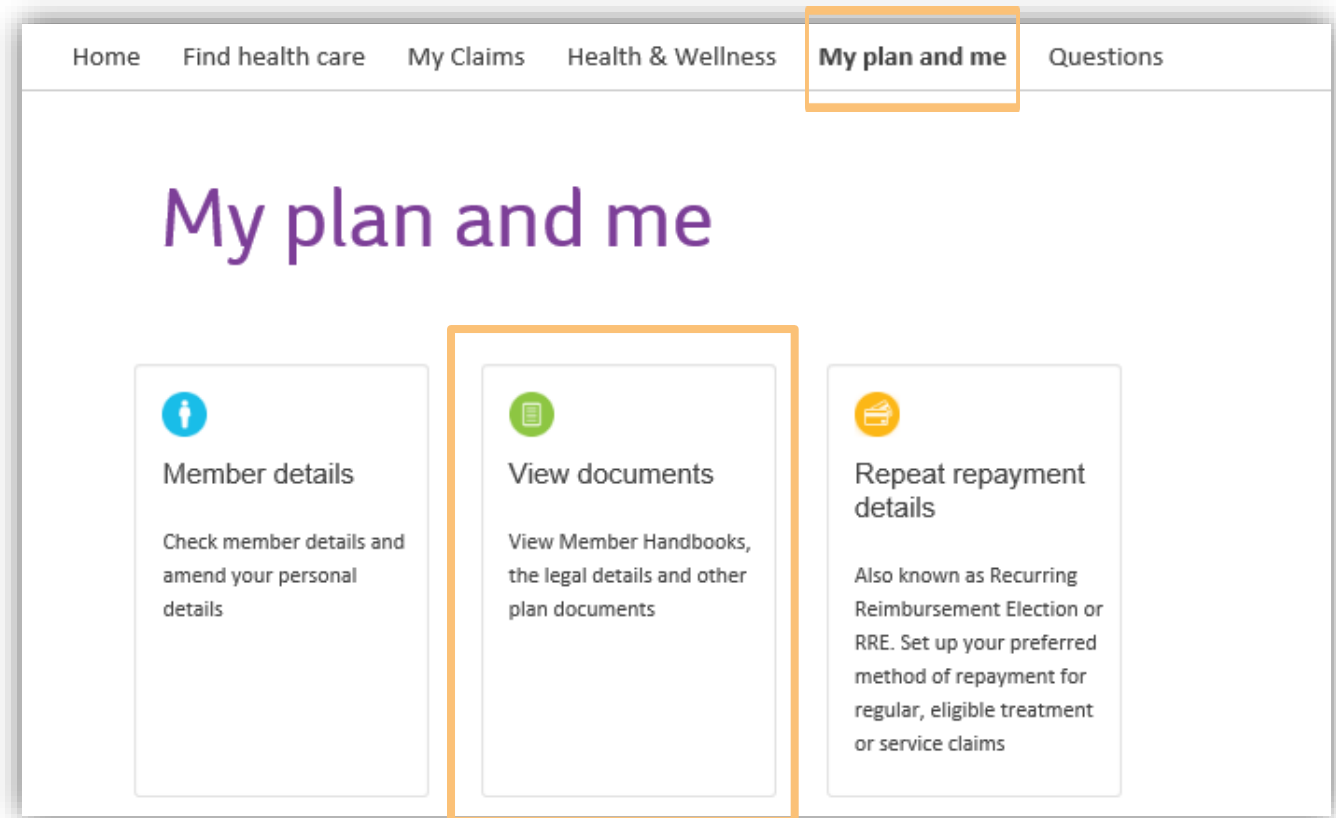 Home Find health care My Claims Health & Wellness My plan and me Questions
My plan and me
Member details
Check member details and
amend your personal
details
View documents
View Member Handbooks,
the legal details and other
plan documents
Repeat repayment
details
Also known as Recurring
Reimbursement Election or
RRE. Set up your preferred
method of repayment for
regular, eligible treatment
or service claims